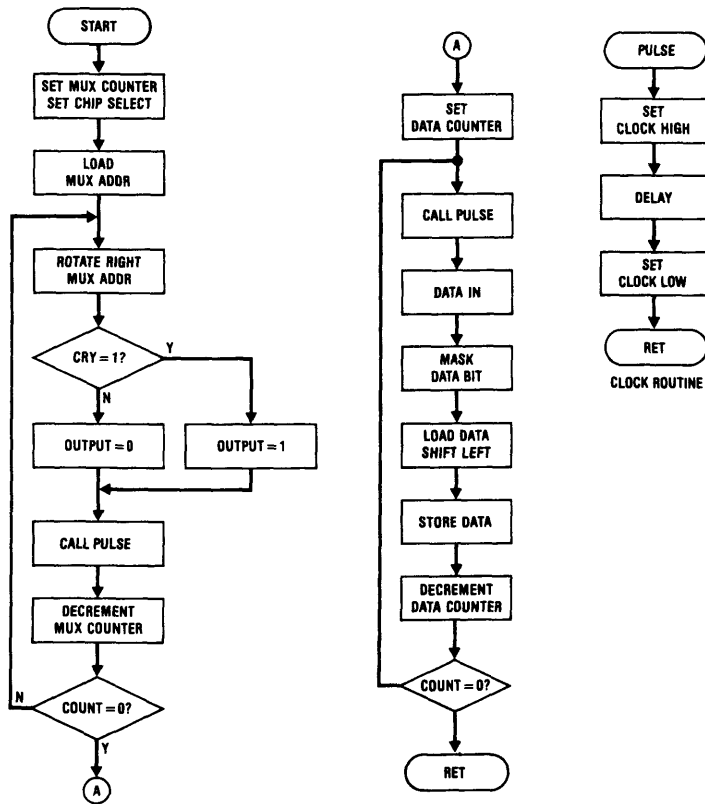 START
SET MUX COUNTER
SET CHIP SELECT
LOAD
MUX ADDR
ROTATE RIGHT
MUX ADDR
CRY = 1?
Y
N
OUTPUT = 0
OUTPUT = 1
CALL PULSE
DECREMENT
MUX COUNTER
N
COUNT = 0?
Y
A
A
SET
DATA COUNTER
CALL PULSE
DATA IN
MASK
DATA BIT
LOAD DATA
SHIFT LEFT
STORE DATA
DECREMENT
DATA COUNTER
COUNT = 0?
RET
PULSE
SET
CLOCK HIGH
DELAY
SET
CLOCK LOW
RET
CLOCK ROUTINE